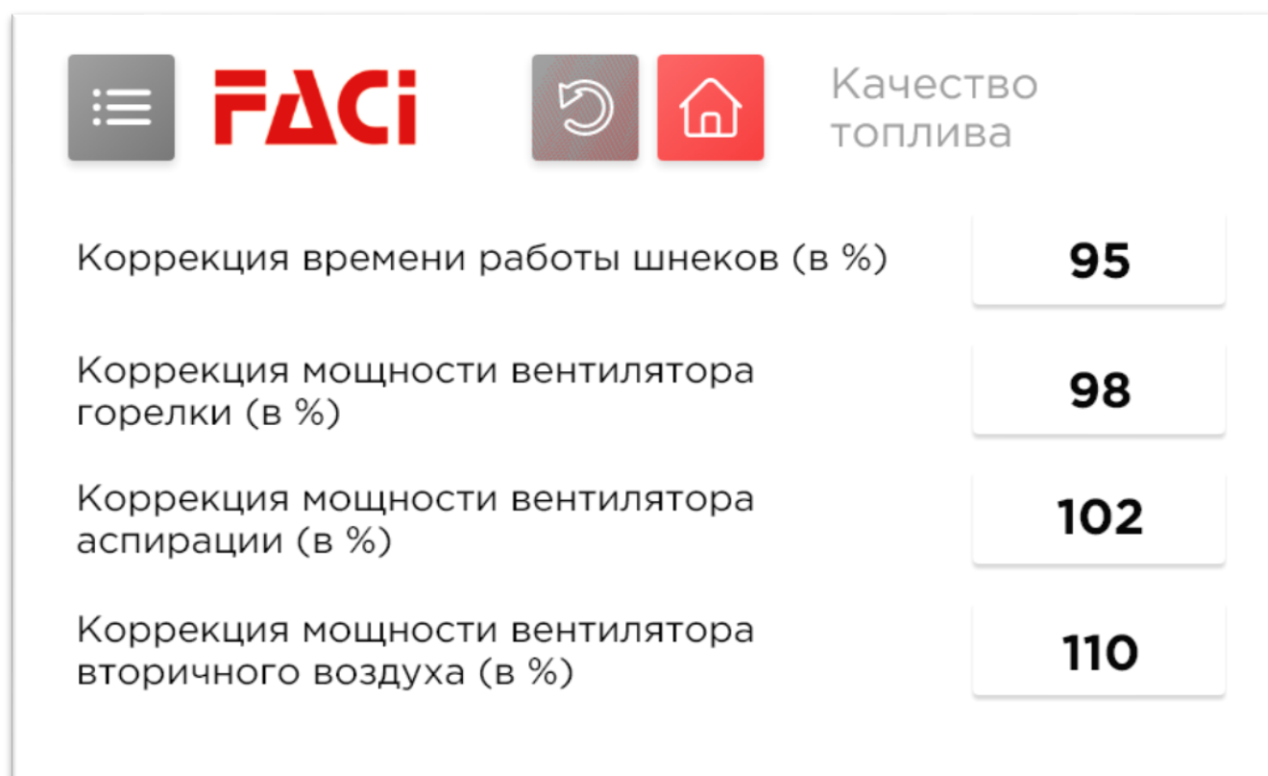 FACI
Качество
топлива
Коррекция времени работы шнеков (в %)
95
Коррекция мощности вентилятора
горелки (в %)
98
Коррекция мощности вентилятора
аспирации (в %)
102
Коррекция мощности вентилятора
вторичного воздуха (в %)
110